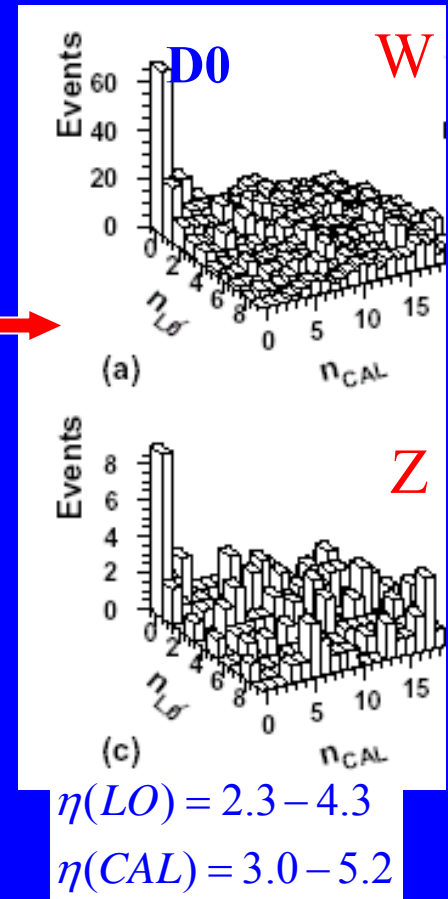 D0 W
Events
60
40
20
0
0 2 4 6 8
n_LØ
0 5 10 15
n_CAL
(a)
Z
Events
8
6
4
2
0
0 2 4 6 8
n_LØ
0 5 10 15
n_CAL
(c)
η(LO) = 2.3 – 4.3
η(CAL) = 3.0 – 5.2